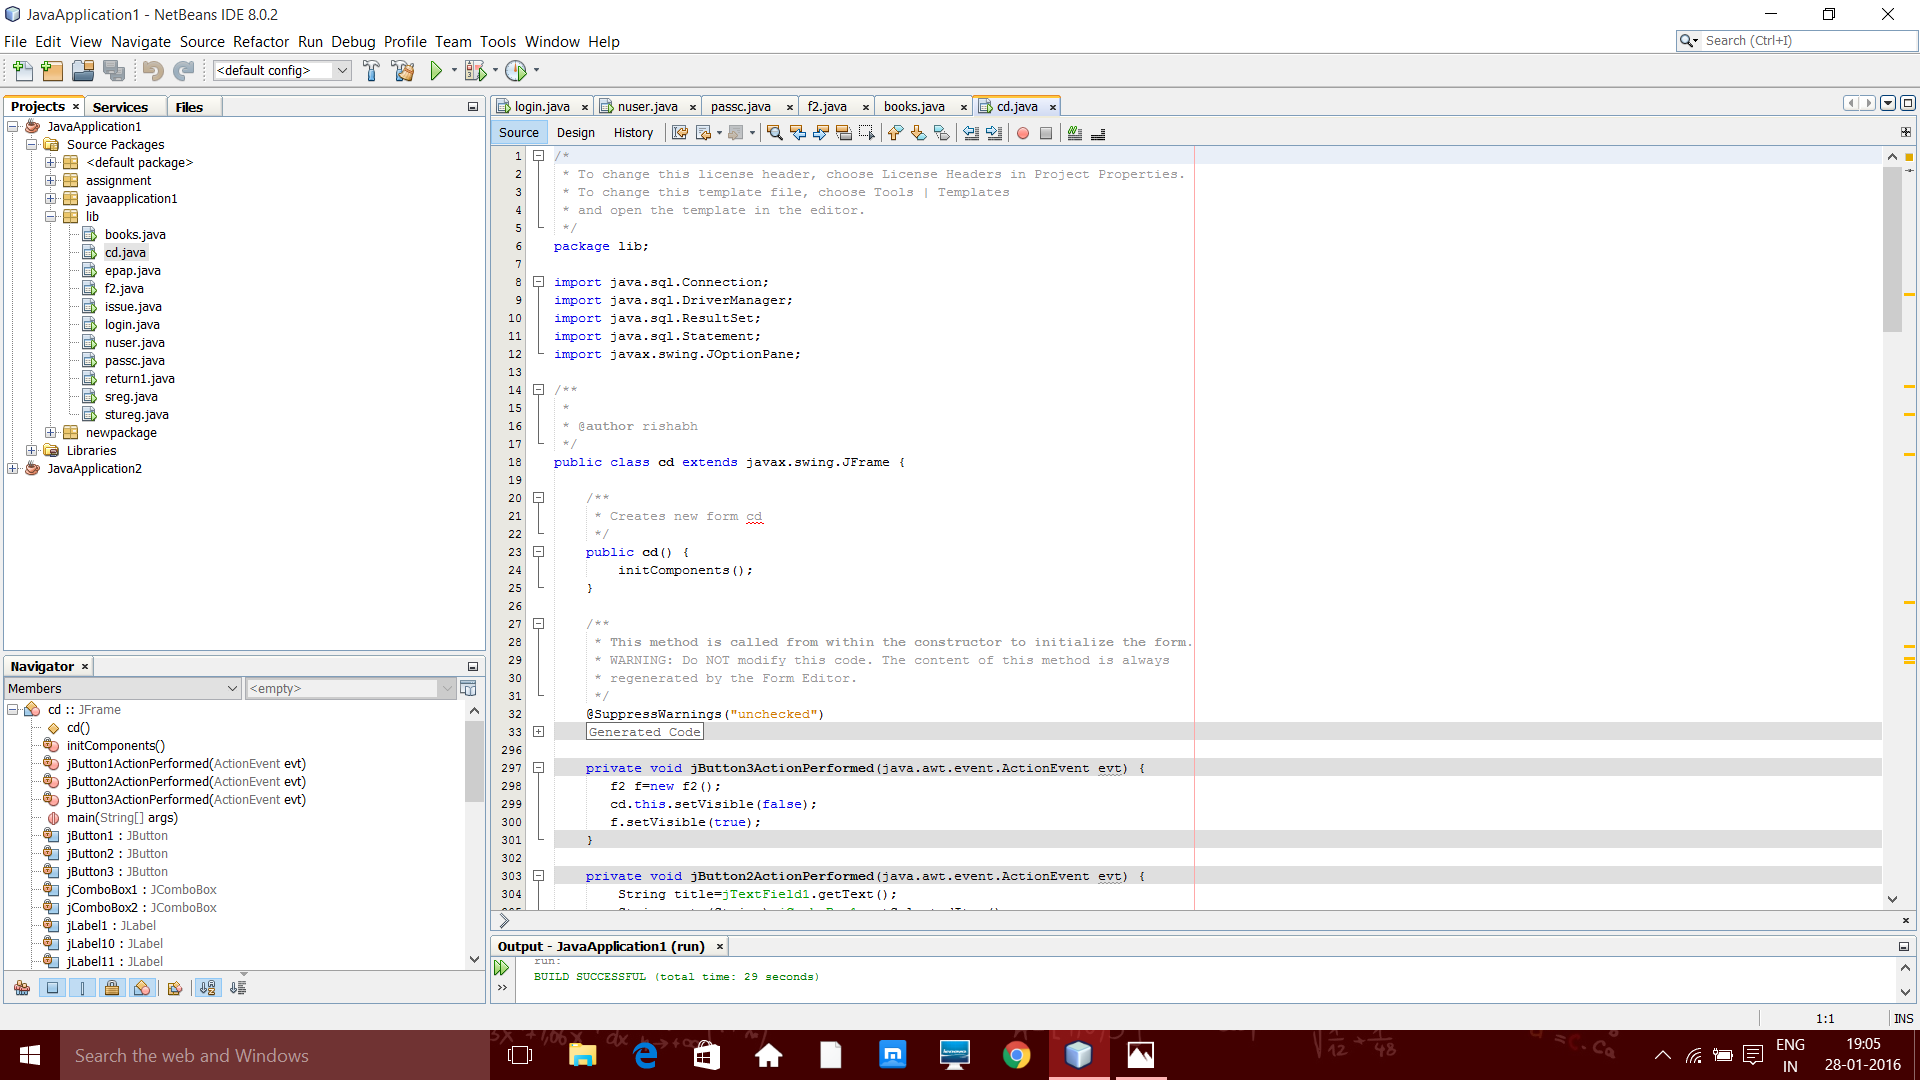 JavaApplication1 - NetBeans IDE 8.0.2
File Edit View Navigate Source Refactor Run Debug Profile Team Tools Window Help
Search (Ctrl+I)
<default config>
Projects Services Files
JavaApplication1
Source Packages
<default package>
assignment
javaapplication1
lib
books.java
cd.java
epap.java
f2.java
issue.java
login.java
nuser.java
passc.java
return1.java
sreg.java
stureg.java
newpackage
Libraries
JavaApplication2
Navigator
Members <empty>
cd :: JFrame
cd()
initComponents()
jButton1ActionPerformed(ActionEvent evt)
jButton2ActionPerformed(ActionEvent evt)
jButton3ActionPerformed(ActionEvent evt)
main(String[] args)
jButton1 : JButton
jButton2 : JButton
jButton3 : JButton
jComboBox1 : JComboBox
jComboBox2 : JComboBox
jLabel1 : JLabel
jLabel10 : JLabel
jLabel11 : JLabel
login.java nuser.java passc.java f2.java books.java cd.java
Source Design History
1 /*
2 * To change this license header, choose License Headers in Project Properties.
3 * To change this template file, choose Tools | Templates
4 * and open the template in the editor.
5 */
6 package lib;
7
8 import java.sql.Connection;
9 import java.sql.DriverManager;
10 import java.sql.ResultSet;
11 import java.sql.Statement;
12 import javax.swing.JOptionPane;
13
14 /**
15 *
16 * @author rishabh
17 */
18 public class cd extends javax.swing.JFrame {
19
20 /**
21 * Creates new form cd
22 */
23 public cd() {
24 initComponents();
25 }
26
27 /**
28 * This method is called from within the constructor to initialize the form.
29 * WARNING: Do NOT modify this code. The content of this method is always
30 * regenerated by the Form Editor.
31 */
32 @SuppressWarnings("unchecked")
33 Generated Code
296
297 private void jButton3ActionPerformed(java.awt.event.ActionEvent evt) {
298 f2 f=new f2();
299 cd.this.setVisible(false);
300 f.setVisible(true);
301 }
302
303 private void jButton2ActionPerformed(java.awt.event.ActionEvent evt) {
304 String title=jTextField1.getText();
Output - JavaApplication1 (run)
run:
BUILD SUCCESSFUL (total time: 29 seconds)
1:1 INS
Search the web and Windows
lenovo
ENG
IN
19:05
28-01-2016